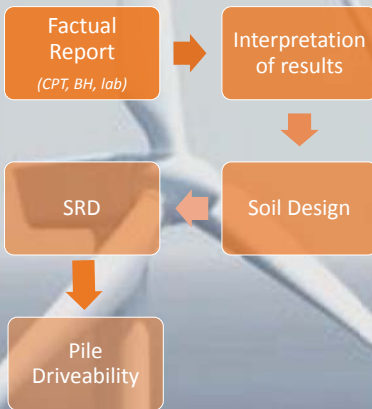 Factual
Report
(CPT, BH, lab)
Interpretation
of results
Soil Design
SRD
Pile
Driveability